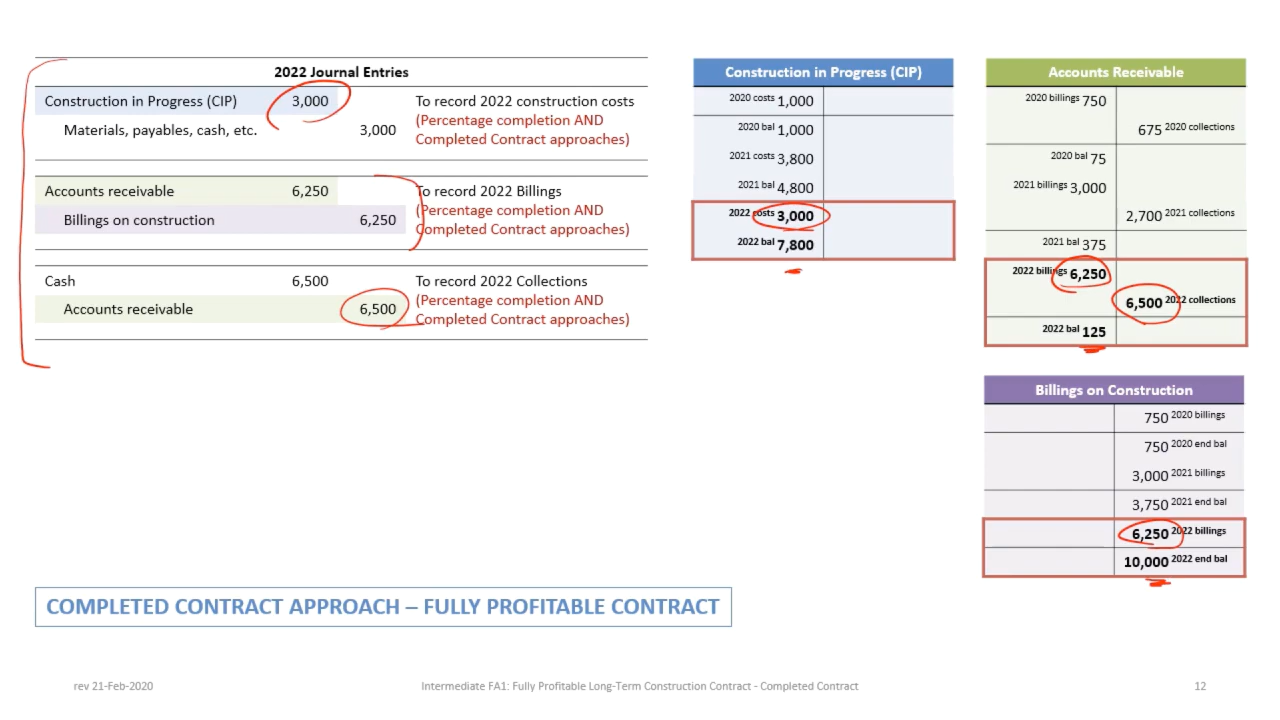 2022 Journal Entries
Construction in Progress (CIP) 3,000 To record 2022 construction costs
Materials, payables, cash, etc. 3,000 (Percentage completion AND
Completed Contract approaches)
Accounts receivable 6,250 To record 2022 Billings
Billings on construction 6,250 (Percentage completion AND
Completed Contract approaches)
Cash 6,500 To record 2022 Collections
Accounts receivable 6,500 (Percentage completion AND
Completed Contract approaches)
Construction in Progress (CIP)
2020 costs 1,000
2020 bal 1,000
2021 costs 3,800
2021 bal 4,800
2022 costs 3,000
2022 bal 7,800
Accounts Receivable
2020 billings 750
675 2020 collections
2020 bal 75
2021 billings 3,000
2,700 2021 collections
2021 bal 375
2022 billings 6,250
6,500 2022 collections
2022 bal 125
Billings on Construction
750 2020 billings
750 2020 end bal
3,000 2021 billings
3,750 2021 end bal
6,250 2022 billings
10,000 2022 end bal
COMPLETED CONTRACT APPROACH – FULLY PROFITABLE CONTRACT
rev 21-Feb-2020
Intermediate FA1: Fully Profitable Long-Term Construction Contract - Completed Contract
12